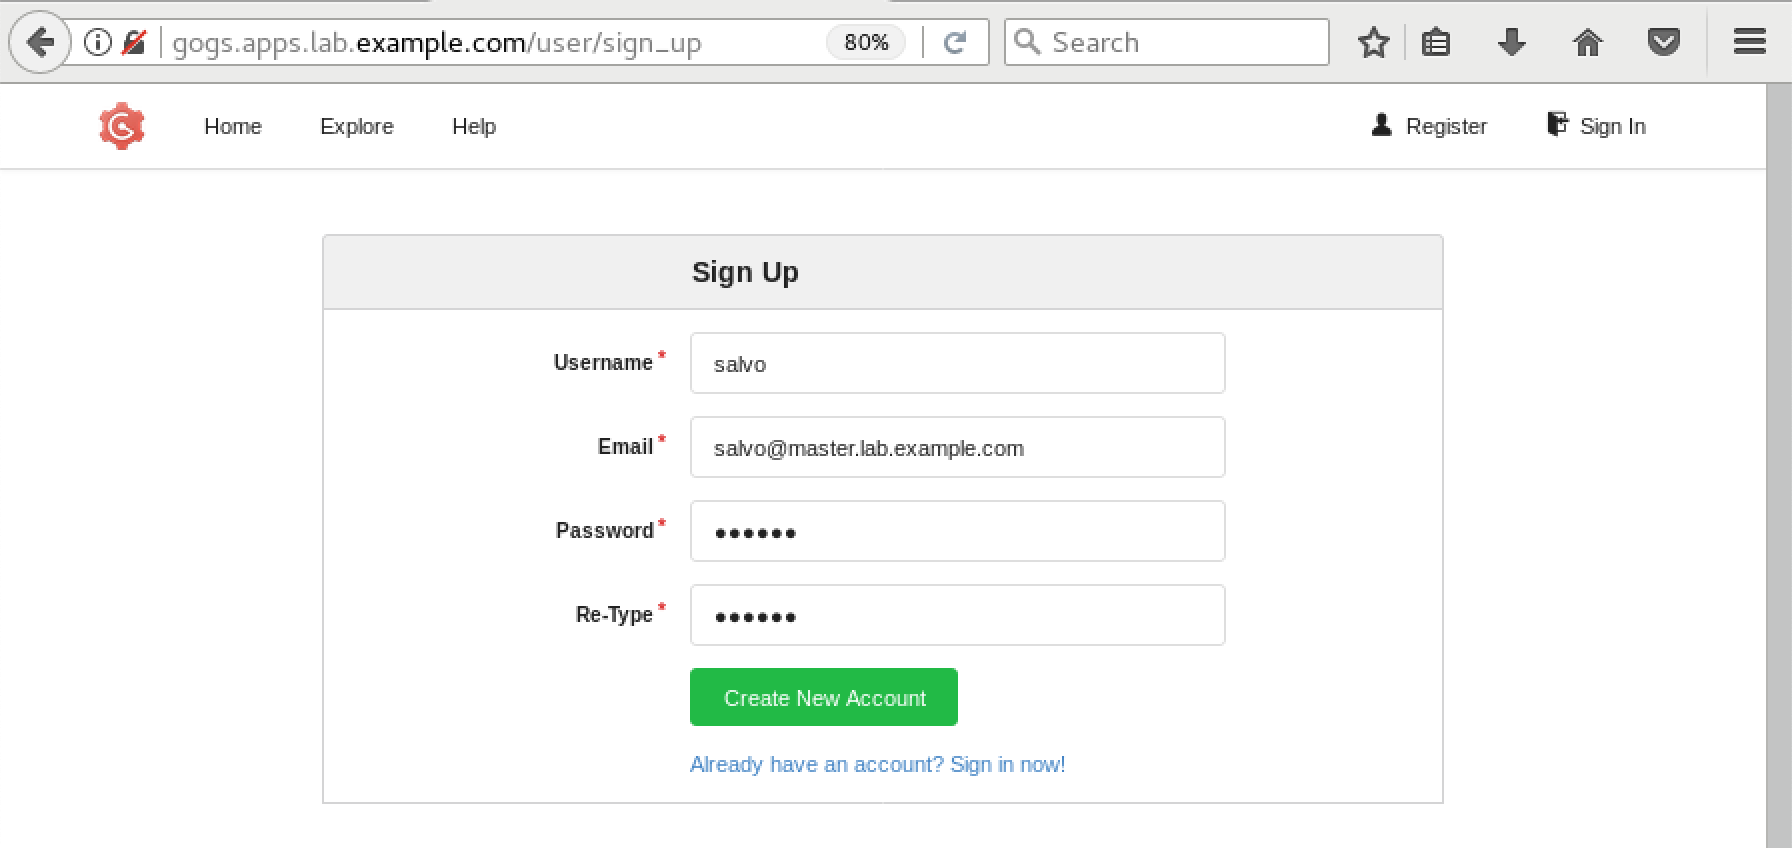 gogs.apps.lab.example.com/user/sign_up 80% Search
Home Explore Help Register Sign In
Sign Up
Username * salvo
Email * salvo@master.lab.example.com
Password * ••••••
Re-Type * ••••••
Create New Account
Already have an account? Sign in now!